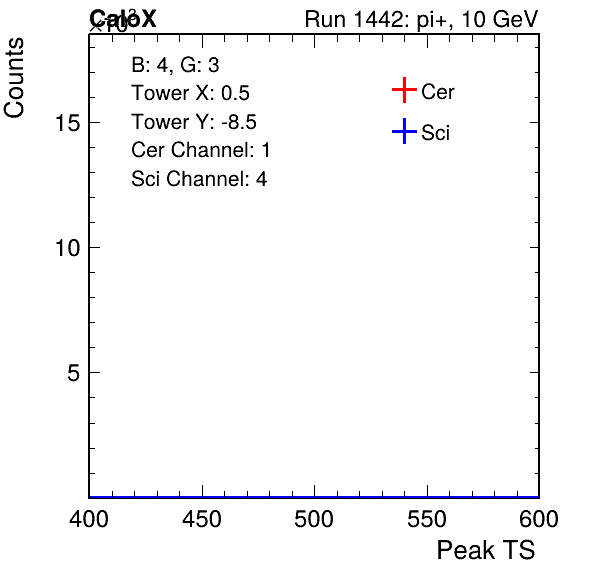 CaloX
×10³
Run 1442: pi+, 10 GeV
Counts
B: 4, G: 3
Tower X: 0.5
Tower Y: -8.5
Cer Channel: 1
Sci Channel: 4
Cer
Sci
15
10
5
400 450 500 550 600
Peak TS